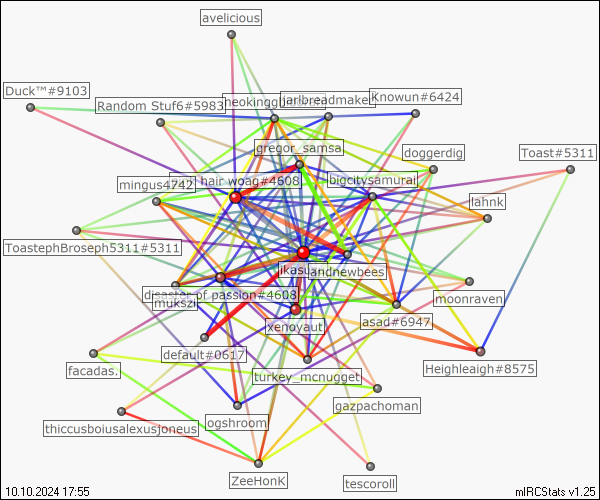 avelicious
Duck™#9103
Random Stuf6#5983
jarlbreadmaker
Knowun#6424
gregor_samsa
doggerdig
Toast#5311
mingus4742
hair woag#4608
bigcitysamurai
lahnk
ToastephBroseph5311#5311
ikasu
andnewbees
disaster of passion#4608
mukszi
moonraven
xenoyaut
asad#6947
default#0617
Heighleaigh#8575
facadas.
turkey_mcnugget
gazpachoman
thiccusboiusalexusjoneus
ogshroom
ZeeHonK
tescoroll
10.10.2024 17:55
mIRCStats v1.25